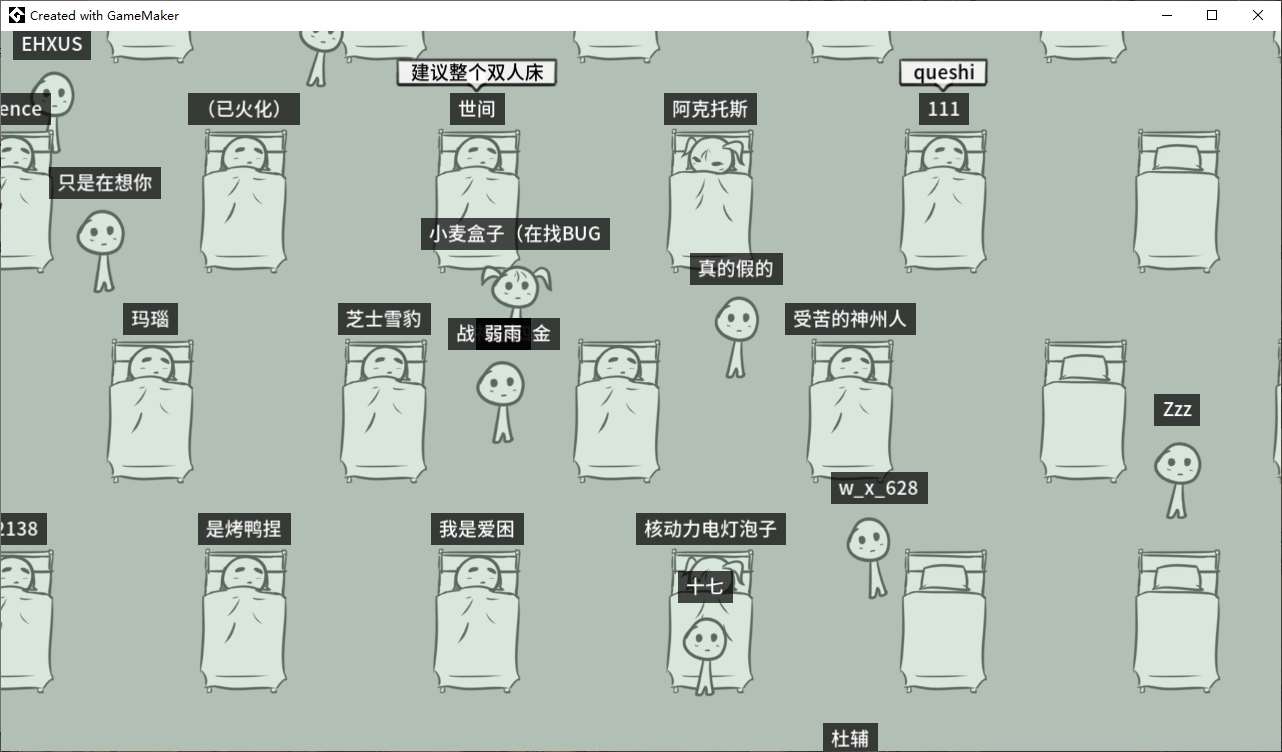 Created with GameMaker
EHXUS
建议整个双人床
queshi
ence
（已火化）
世间
阿克托斯
111
只是在想你
小麦盒子（在找BUG
真的假的
玛瑙
芝士雪豹
战
弱雨
金
受苦的神州人
Zzz
w_x_628
2138
是烤鸭捏
我是爱困
核动力电灯泡子
十七
杜辅